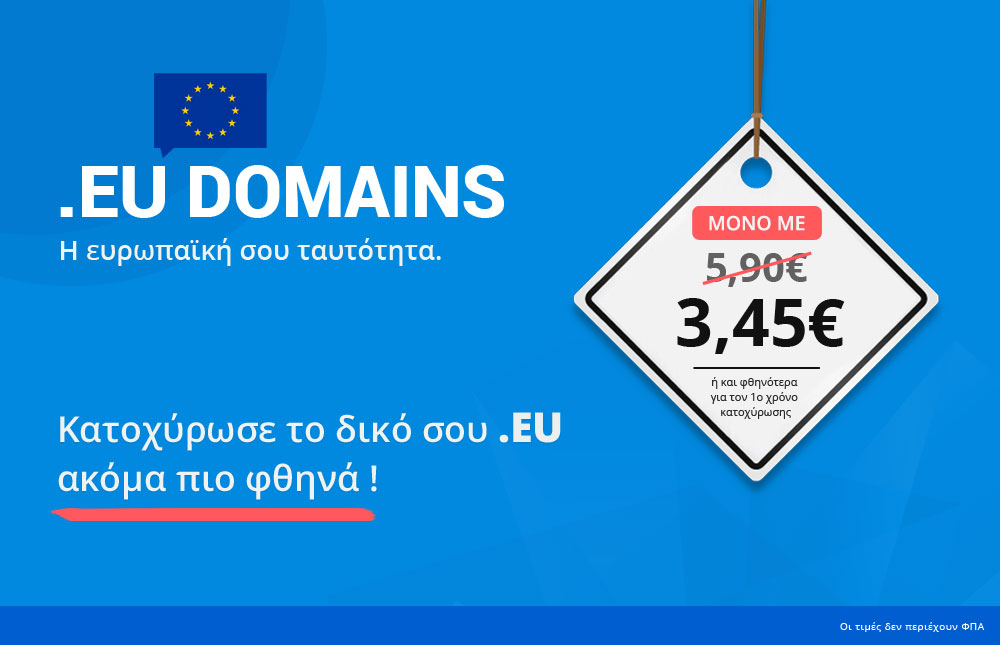 .EU DOMAINS
Η ευρωπαϊκή σου ταυτότητα.
ΜΟΝΟ ΜΕ
5,90€
3,45€
ή και φθηνότερα
για τον 1ο χρόνο
κατοχύρωσης
Κατοχύρωσε το δικό σου .EU
ακόμα πιο φθηνά !
Οι τιμές δεν περιέχουν ΦΠΑ